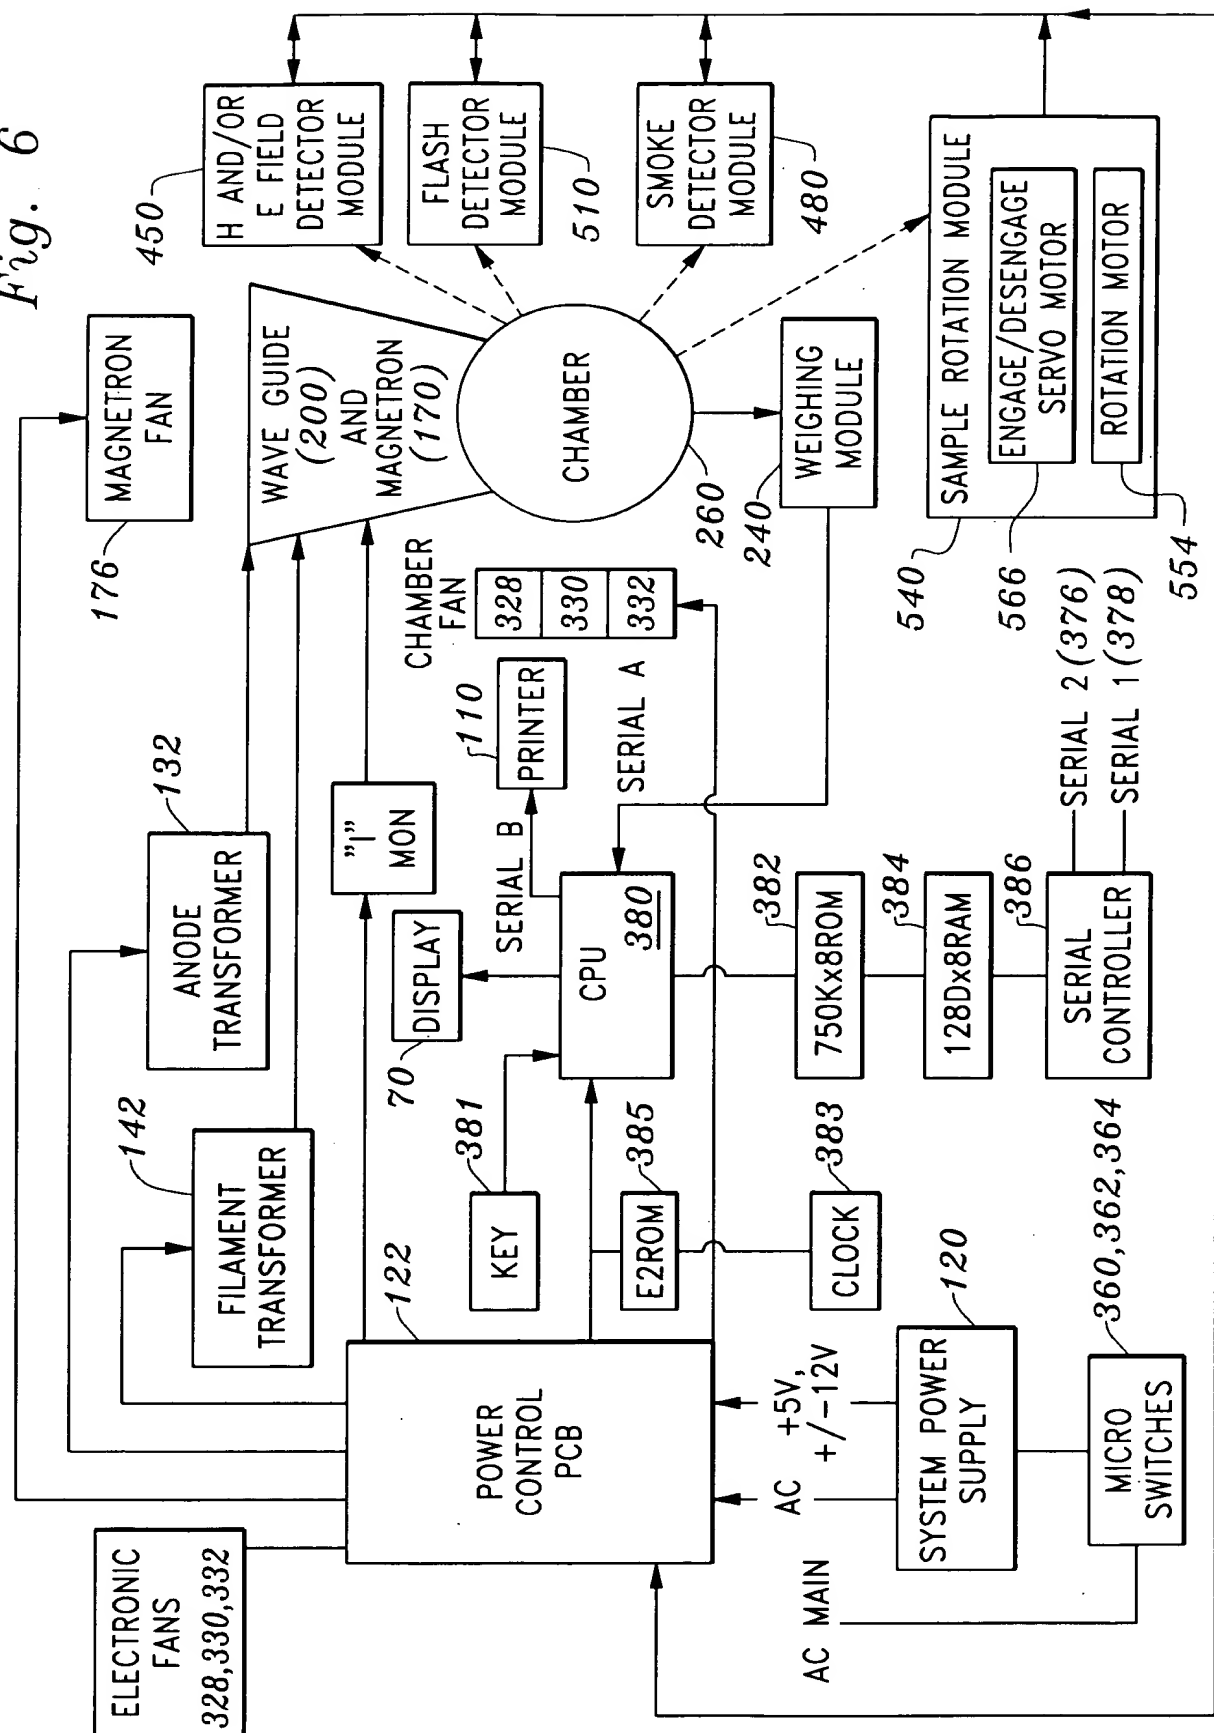 Fig. 6
ELECTRONIC
FANS
328,330,332
MAGNETRON
FAN
176
ANODE
TRANSFORMER
132
FILAMENT
TRANSFORMER
142
"I"
MON
WAVE GUIDE
(200)
AND
MAGNETRON
(170)
H AND/OR
E FIELD
DETECTOR
MODULE
450
FLASH
DETECTOR
MODULE
510
SMOKE
DETECTOR
MODULE
480
CHAMBER
260
WEIGHING
MODULE
240
SAMPLE ROTATION MODULE
ENGAGE/DESENGAGE
SERVO MOTOR
ROTATION MOTOR
540
566
554
CHAMBER
FAN
328
330
332
PRINTER
110
SERIAL B
SERIAL A
DISPLAY
70
KEY
381
CPU
380
E2ROM
385
CLOCK
383
750Kx8ROM
382
128Dx8RAM
384
SERIAL
CONTROLLER
386
SERIAL 2(376)
SERIAL 1(378)
POWER
CONTROL
PCB
122
AC
+5V,
+/-12V
SYSTEM POWER
SUPPLY
120
MICRO
SWITCHES
360,362,364
AC MAIN